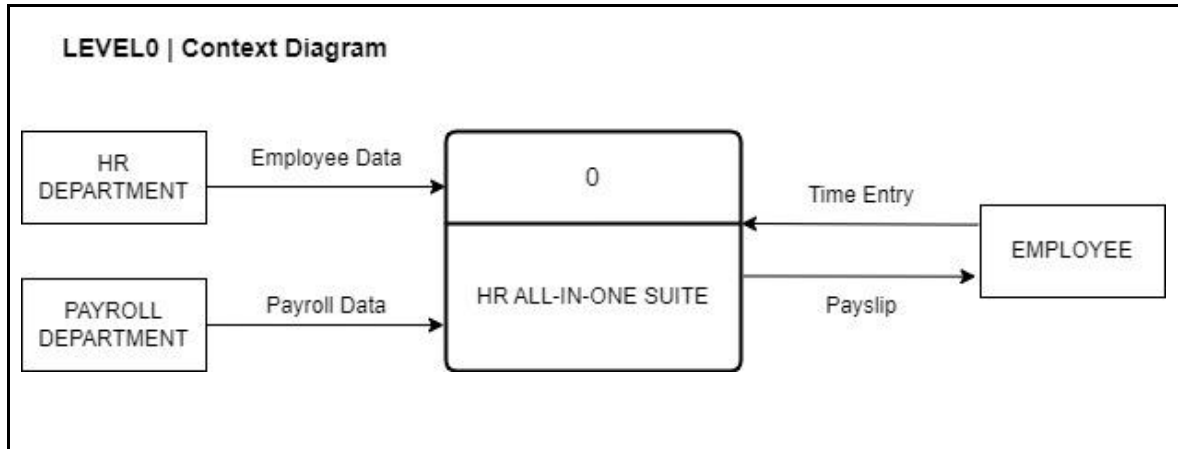 LEVEL0 | Context Diagram
HR
DEPARTMENT
Employee Data
0
Time Entry
EMPLOYEE
PAYROLL
DEPARTMENT
Payroll Data
HR ALL-IN-ONE SUITE
Payslip